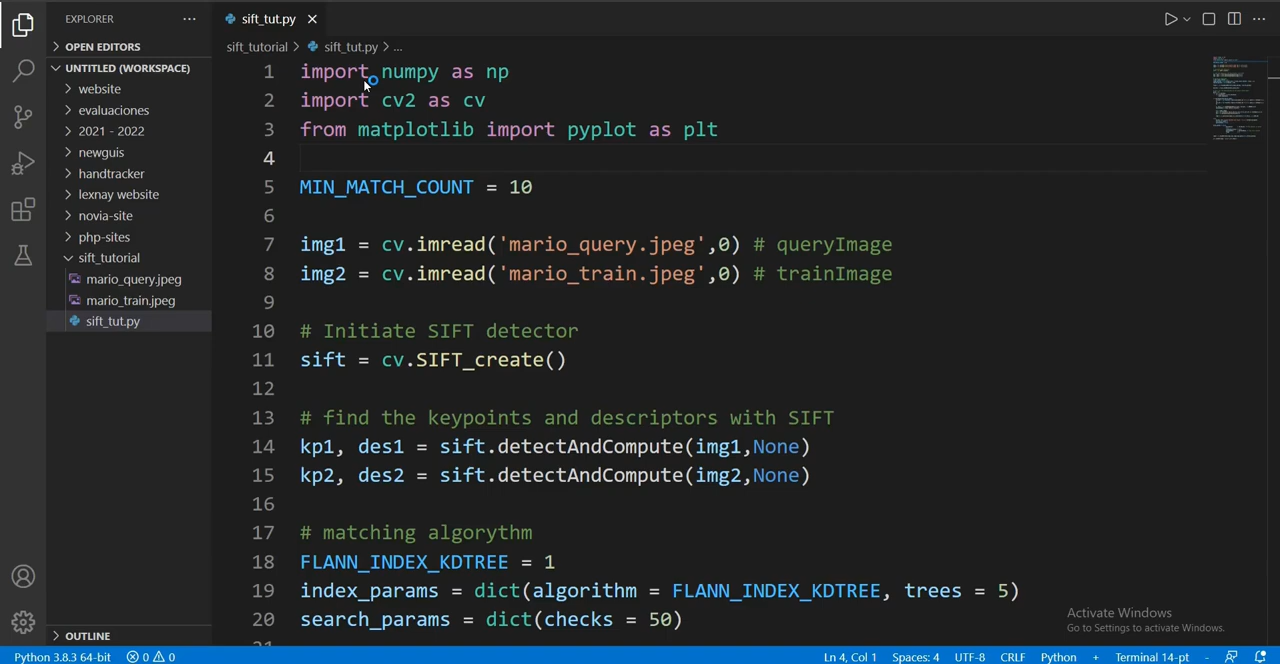 EXPLORER
OPEN EDITORS
UNTITLED (WORKSPACE)
website
evaluaciones
2021 - 2022
newguis
handtracker
lexnay website
novia-site
php-sites
sift_tutorial
mario_query.jpeg
mario_train.jpeg
sift_tut.py
OUTLINE
sift_tut.py
sift_tutorial > sift_tut.py > ...
1 import numpy as np
2 import cv2 as cv
3 from matplotlib import pyplot as plt
4
5 MIN_MATCH_COUNT = 10
6
7 img1 = cv.imread('mario_query.jpeg',0) # queryImage
8 img2 = cv.imread('mario_train.jpeg',0) # trainImage
9
10 # Initiate SIFT detector
11 sift = cv.SIFT_create()
12
13 # find the keypoints and descriptors with SIFT
14 kp1, des1 = sift.detectAndCompute(img1,None)
15 kp2, des2 = sift.detectAndCompute(img2,None)
16
17 # matching algorythm
18 FLANN_INDEX_KDTREE = 1
19 index_params = dict(algorithm = FLANN_INDEX_KDTREE, trees = 5)
20 search_params = dict(checks = 50)
Activate Windows
Go to Settings to activate Windows.
Python 3.8.3 64-bit 0 0 Ln 4, Col 1 Spaces: 4 UTF-8 CRLF Python + Terminal 14-pt -